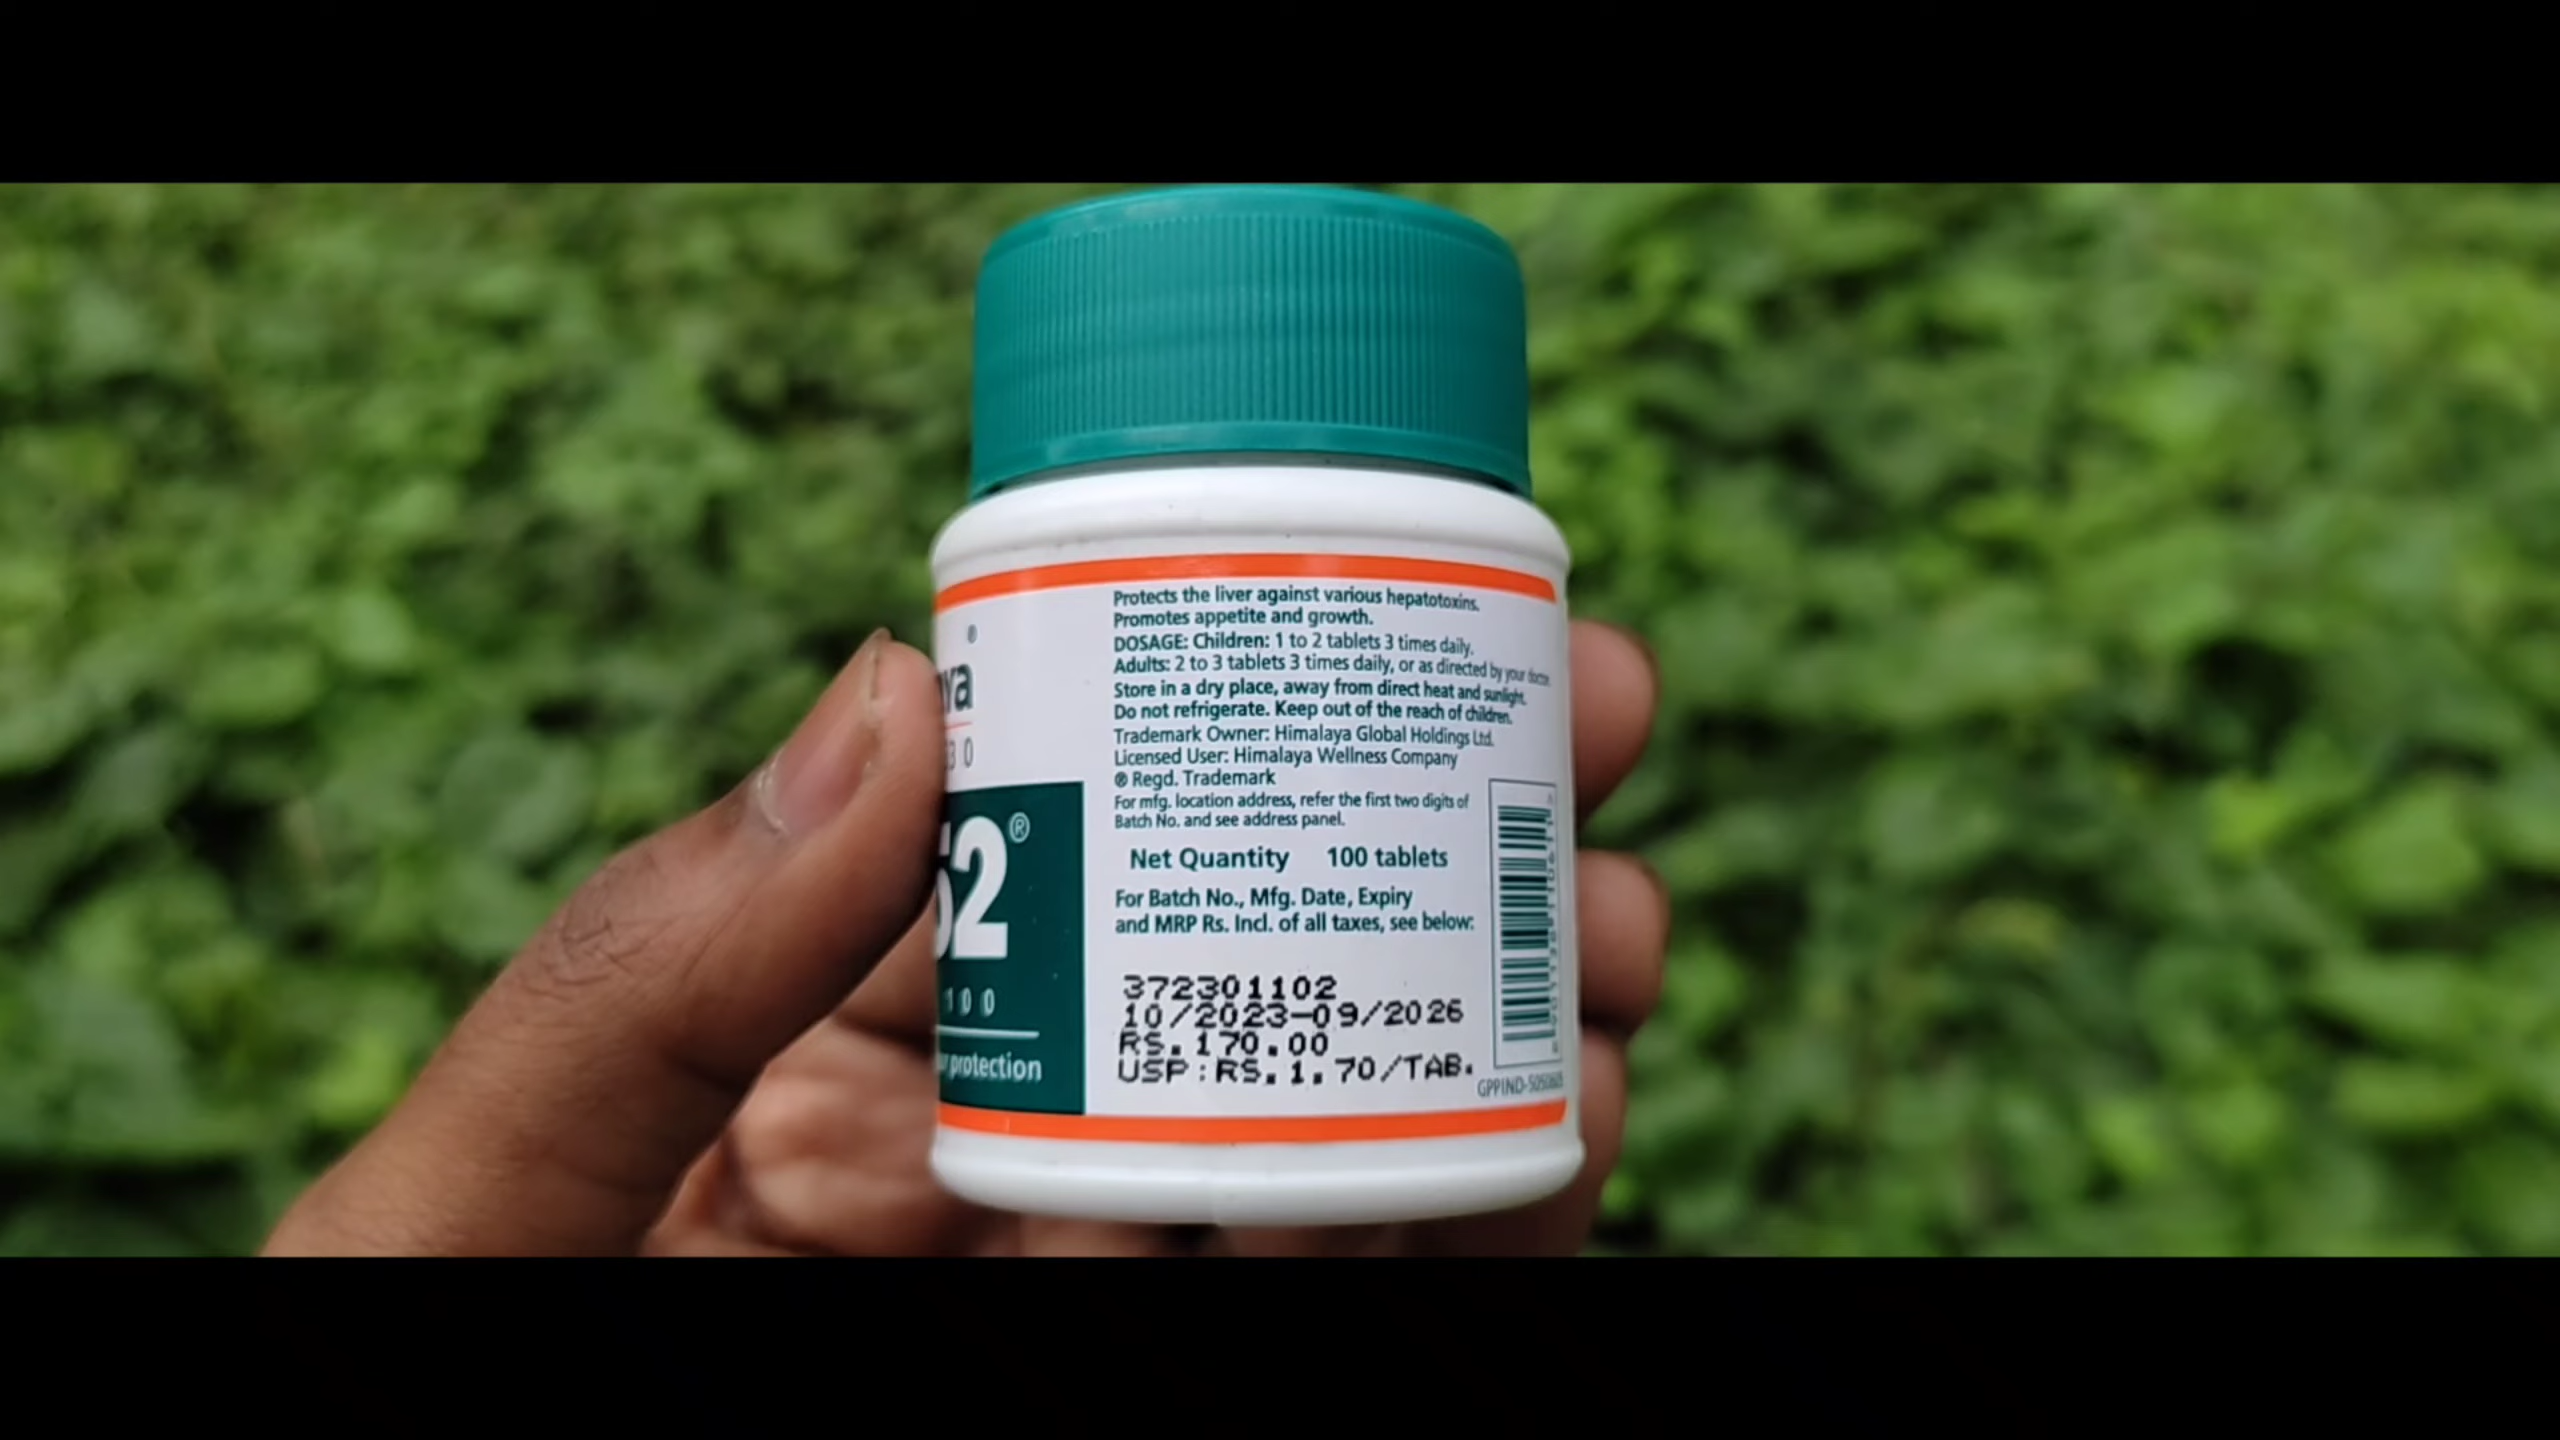 ®
ya
30
52®
100
protection
Protects the liver against various hepatotoxins.
Promotes appetite and growth.
DOSAGE: Children: 1 to 2 tablets 3 times daily.
Adults: 2 to 3 tablets 3 times daily, or as directed by your doctor.
Store in a dry place, away from direct heat and sunlight.
Do not refrigerate. Keep out of the reach of children.
Trademark Owner: Himalaya Global Holdings Ltd.
Licensed User: Himalaya Wellness Company
® Regd. Trademark
For mfg. location address, refer the first two digits of
Batch No. and see address panel.
Net Quantity 100 tablets
For Batch No., Mfg. Date, Expiry
and MRP Rs. Incl. of all taxes, see below:
372301102
10/2023-09/2026
RS.170.00
USP:RS.1.70/TAB.